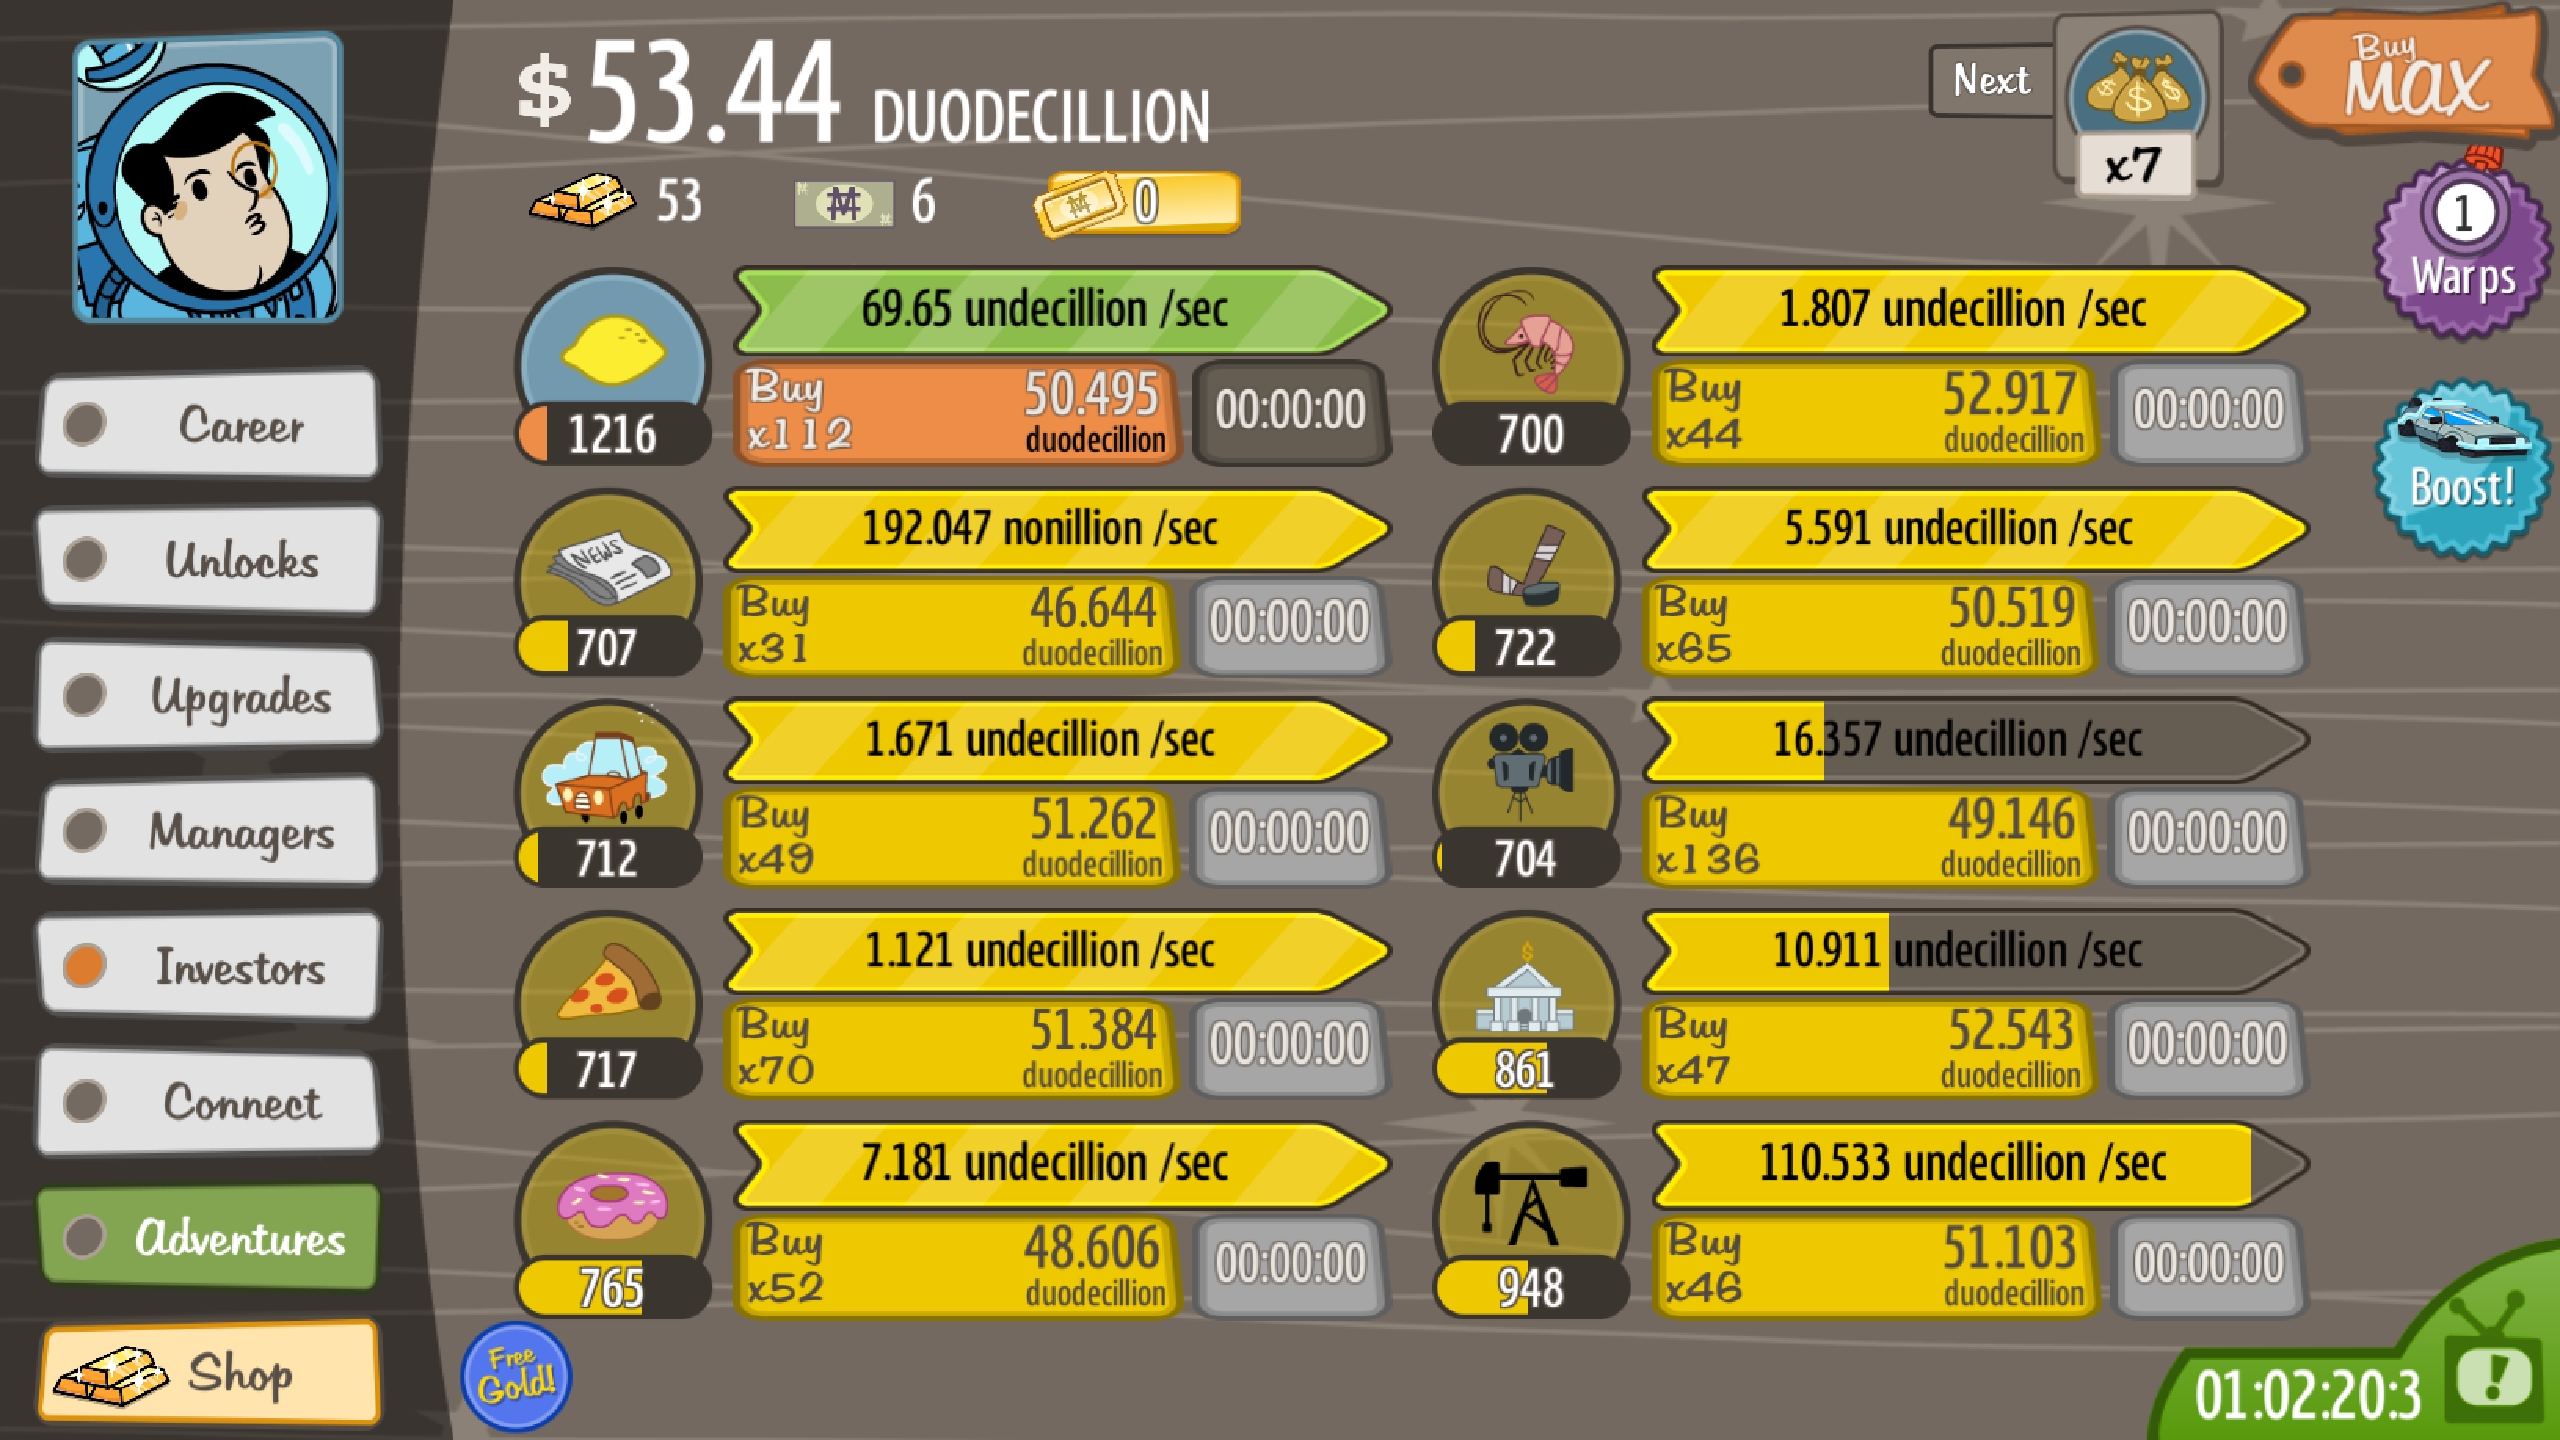 $53.44 DUODECILLION
53 6 0
Next
x7
Buy
MAX
1
Warps
Boost!
Career
Unlocks
Upgrades
Managers
Investors
Connect
Adventures
Shop
69.65 undecillion /sec
1216
Buy 50.495
x112 duodecillion
00:00:00
NEWS
192.047 nonillion /sec
707
Buy 46.644
x31 duodecillion
00:00:00
1.671 undecillion /sec
712
Buy 51.262
x49 duodecillion
00:00:00
1.121 undecillion /sec
717
Buy 51.384
x70 duodecillion
00:00:00
7.181 undecillion /sec
765
Buy 48.606
x52 duodecillion
00:00:00
1.807 undecillion /sec
700
Buy 52.917
x44 duodecillion
00:00:00
5.591 undecillion /sec
722
Buy 50.519
x65 duodecillion
00:00:00
16.357 undecillion /sec
704
Buy 49.146
x136 duodecillion
00:00:00
10.911 undecillion /sec
861
Buy 52.543
x47 duodecillion
00:00:00
110.533 undecillion /sec
948
Buy 51.103
x46 duodecillion
00:00:00
Free
Gold!
01:02:20:3
!